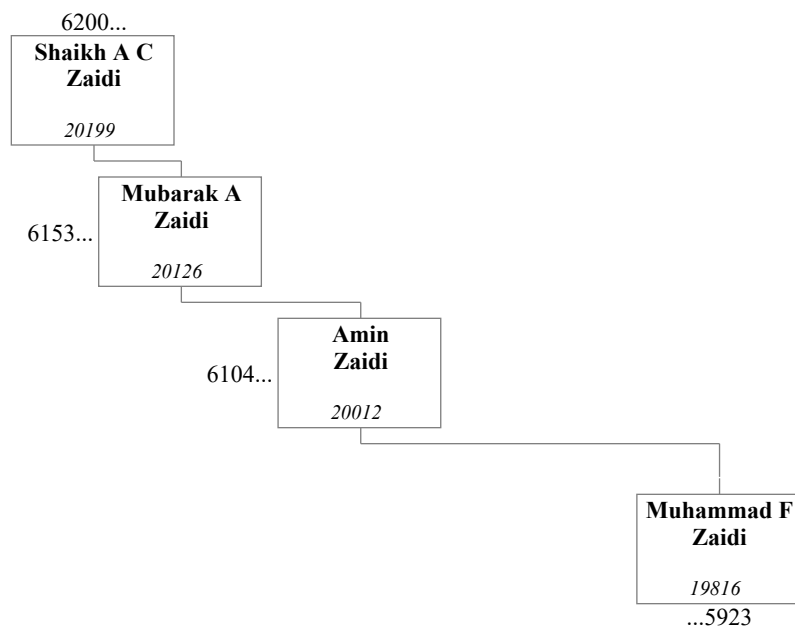 6200...
Shaikh A C
Zaidi
20199
Mubarak A
Zaidi
6153...
20126
Amin
Zaidi
6104...
20012
Muhammad F
Zaidi
19816
...5923